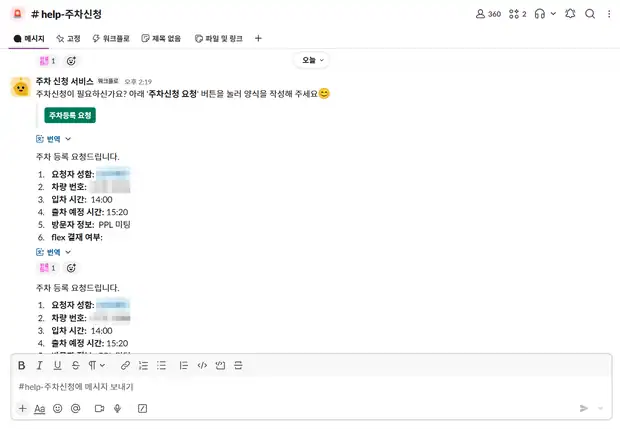 # help-주차신청
360
2
메시지
고정
워크플로
제목 없음
파일 및 링크
1
오늘
주차 신청 서비스 워크플로 오후 2:19
주차신청이 필요하신가요? 아래 '주차신청 요청' 버튼을 눌러 양식을 작성해 주세요😊
주차등록 요청
번역
주차 등록 요청드립니다.
1. 요청자 성함:
2. 차량 번호:
3. 입차 시간: 14:00
4. 출차 예정 시간: 15:20
5. 방문자 정보: PPL 미팅
6. flex 결재 여부:
번역
1
주차 등록 요청드립니다.
1. 요청자 성함:
2. 차량 번호:
3. 입차 시간: 14:00
4. 출차 예정 시간: 15:20
B I U S
#help-주차신청에 메시지 보내기
Aa